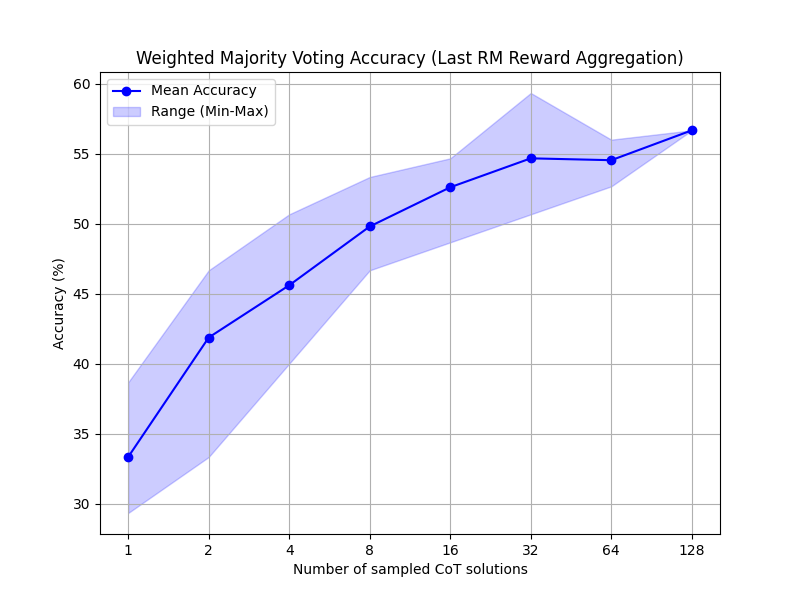 Weighted Majority Voting Accuracy (Last RM Reward Aggregation)
Mean Accuracy
Range (Min-Max)
Accuracy (%)
60
55
50
45
40
35
30
1 2 4 8 16 32 64 128
Number of sampled CoT solutions